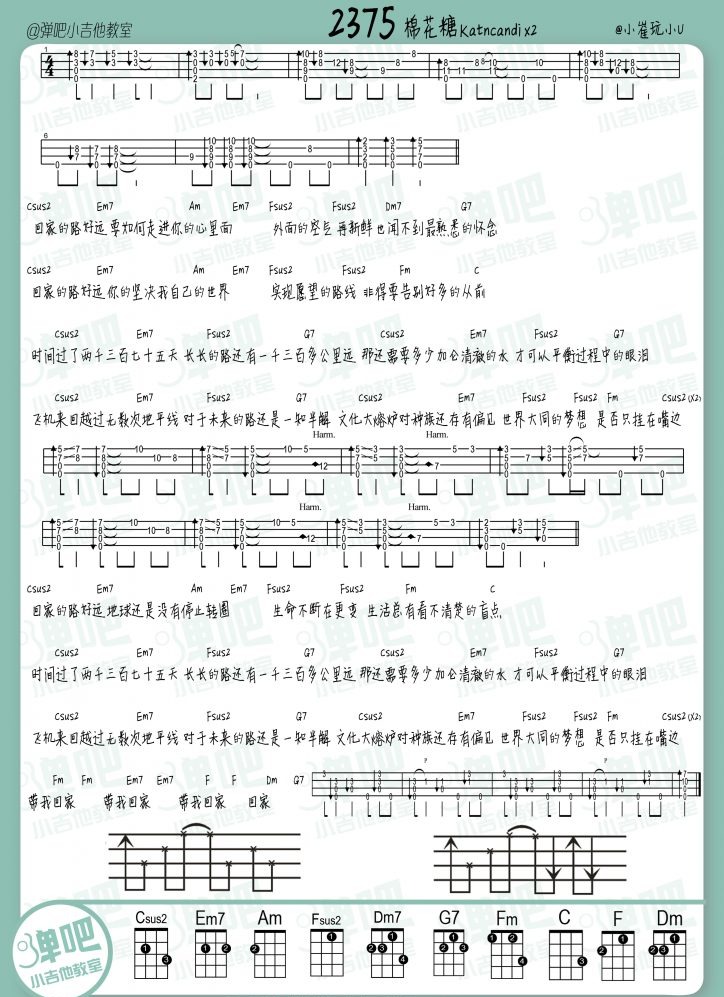 @弹吧小吉他教室 2375 棉花糖 Katncandi x2 @小崔玩小U
Csus2 Em7 Am Em7 Fsus2 Fsus2 Dm7 G7
回家的路好远 要如何走进你的心里面 外面的空气 再新鲜 也闻不到最熟悉的怀念
Csus2 Em7 Am Em7 Fsus2 Fsus2 Fm C
回家的路好远 你的坚决我自己的世界 实现愿望的路线 非得要告别好多的从前
Csus2 Em7 Fsus2 G7 Csus2 Em7 Fsus2 G7
时间过了两千三百七十五天 长长的路还有一千三百多公里远 那还需要多少加仑清澈的水 才可以平衡过程中的眼泪
Csus2 Em7 Fsus2 G7 Csus2 Em7 Fsus2 Fsus2 Fm Csus2(X2)
飞机来回越过无数次地平线 对于未来的路还是一知半解 文化大熔炉对种族还存有偏见 世界大同的梦想 是否只挂在嘴边
Harm. Harm.
Harm. Harm.
Csus2 Em7 Am Em7 Fsus2 Fsus2 Fm C
回家的路好远 地球还是没有停止转圈 生命不断在更变 生活总有看不清楚的盲点
Csus2 Em7 Fsus2 G7 Csus2 Em7 Fsus2 G7
时间过了两千三百七十五天 长长的路还有一千三百多公里远 那还需要多少加仑清澈的水 才可以平衡过程中的眼泪
Csus2 Em7 Fsus2 G7 Csus2 Em7 Fsus2 Fsus2 Fm Csus2(X2)
飞机来回越过无数次地平线 对于未来的路还是一知半解 文化大熔炉对种族还存有偏见 世界大同的梦想 是否只挂在嘴边
Fm Fm Em7 Em7 F F Dm G7
带我回家 带我回家 带我回家 回家
Csus2 Em7 Am Fsus2 Dm7 G7 Fm C F Dm
弹吧
小吉他教室